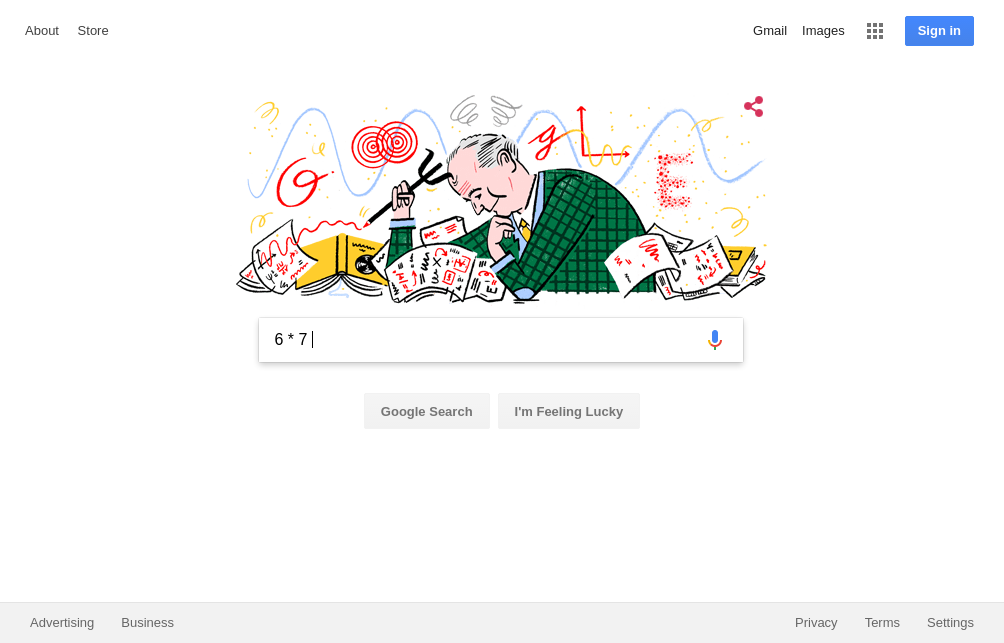 About Store Gmail Images Sign in
6 * 7
Google Search I'm Feeling Lucky
Advertising Business Privacy Terms Settings